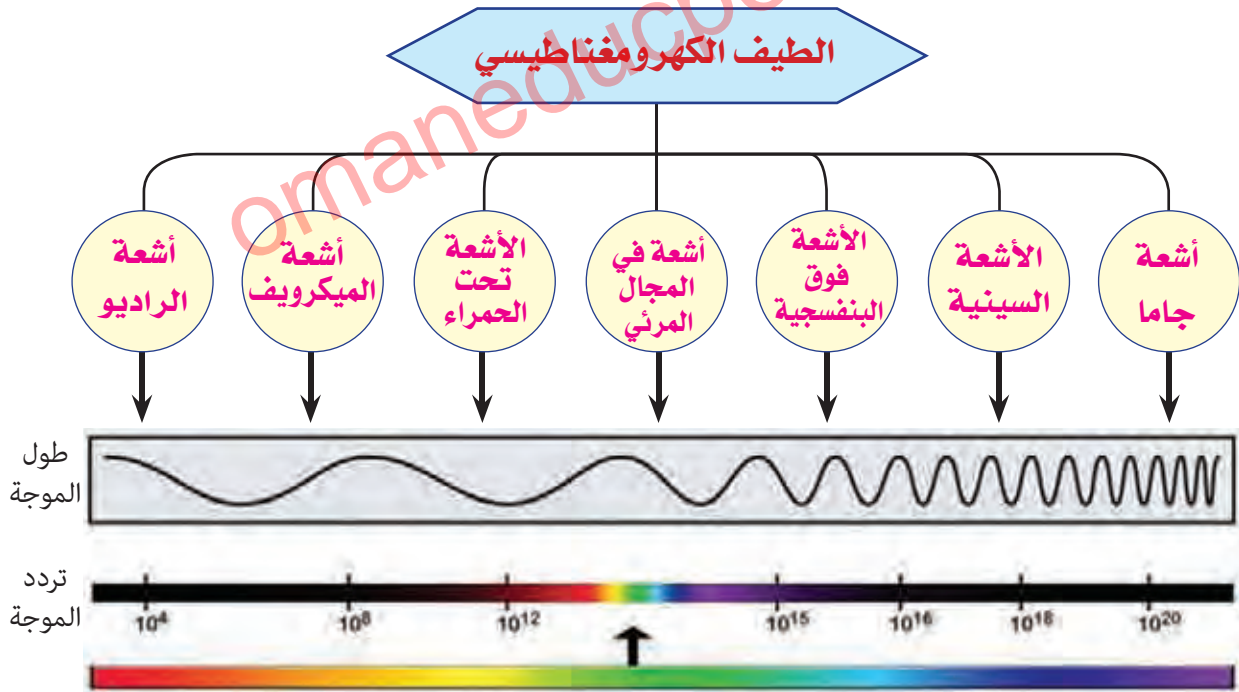 الطيف الكهرومغناطيسي
omaneducpo
أشعة
جاما
الأشعة
السينية
الأشعة
فوق
البنفسجية
أشعة في
المجال
المرئي
الأشعة
تحت
الحمراء
أشعة
الميكرويف
أشعة
الراديو
طول
الموجة
تردد
الموجة
10⁴ 10⁸ 10¹² 10¹⁵ 10¹⁶ 10¹⁸ 10²⁰